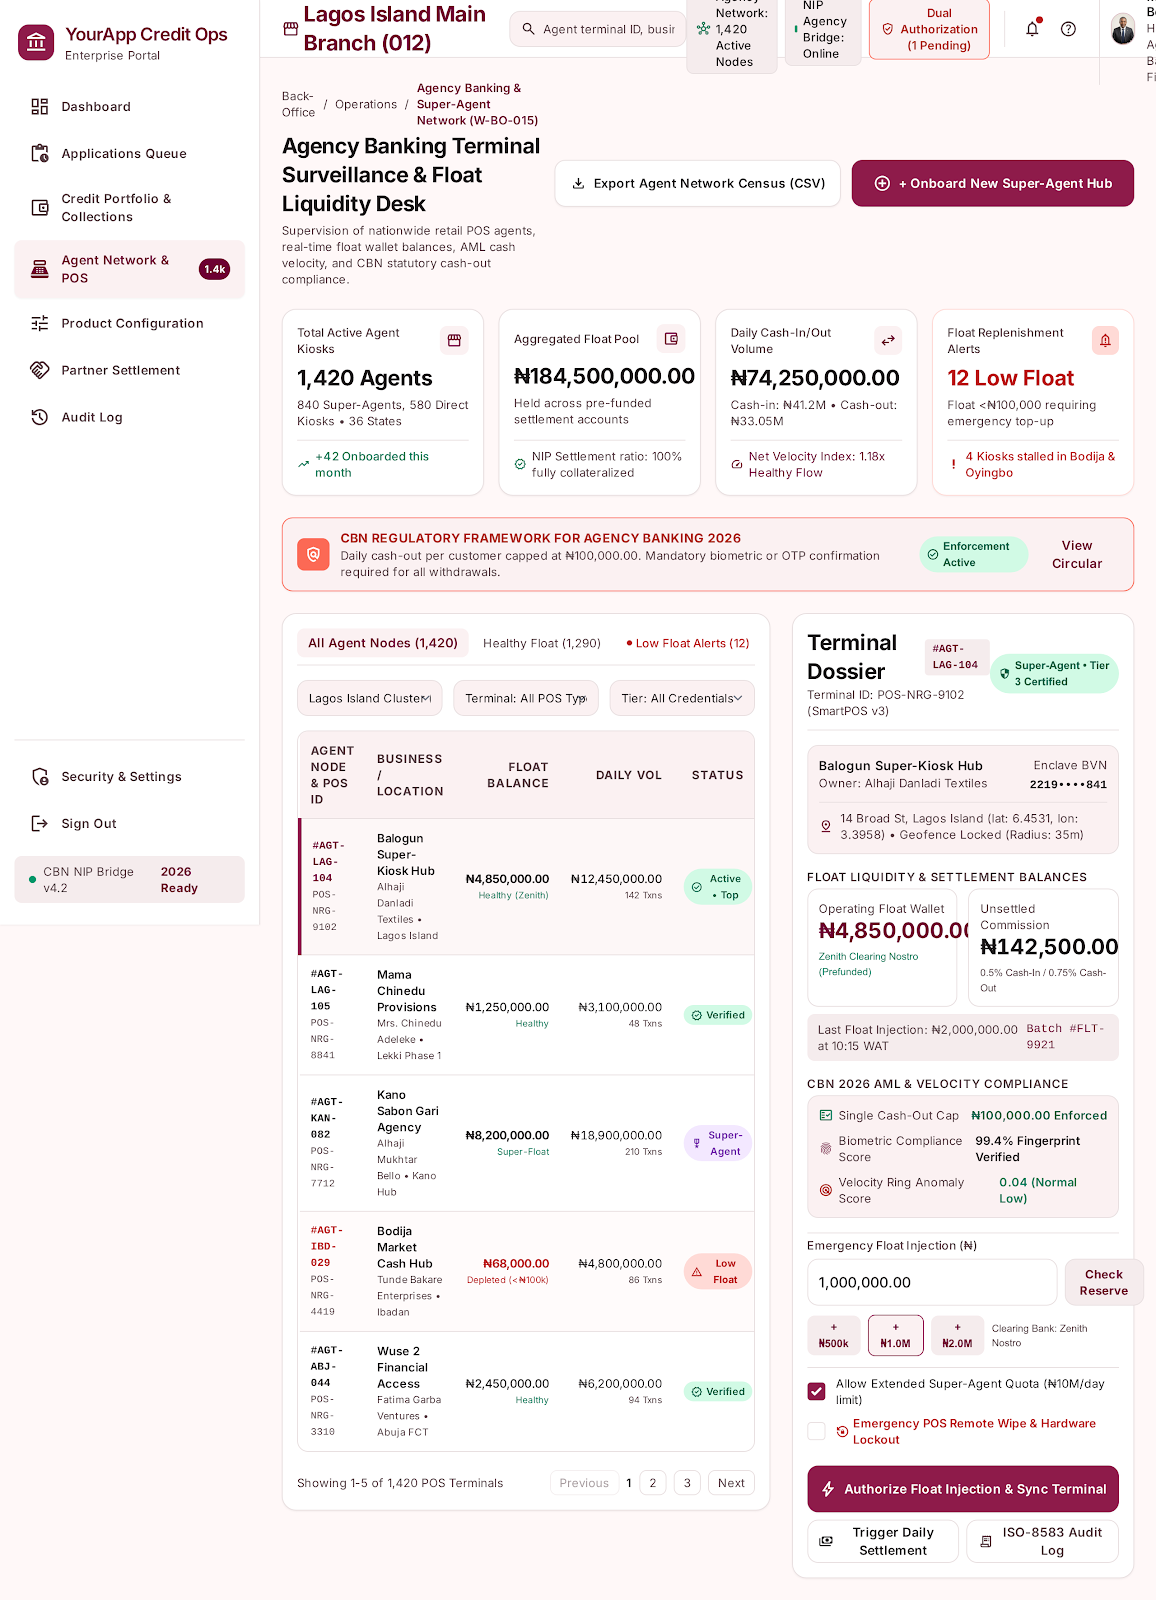 YourApp Credit Ops
Enterprise Portal
Dashboard
Applications Queue
Credit Portfolio &
Collections
Agent Network &
POS
1.4k
Product Configuration
Partner Settlement
Audit Log
Security & Settings
Sign Out
CBN NIP Bridge
v4.2
2026
Ready
Lagos Island Main
Branch (012)
Agent terminal ID, busir
Network:
1,420
Active
Nodes
NIP
Agency
Bridge:
Online
Dual
Authorization
(1 Pending)
Back-
Office
/
Operations
/
Agency Banking &
Super-Agent
Network (W-BO-015)
Agency Banking Terminal
Surveillance & Float
Liquidity Desk
Supervision of nationwide retail POS agents,
real-time float wallet balances, AML cash
velocity, and CBN statutory cash-out
compliance.
Export Agent Network Census (CSV)
+ Onboard New Super-Agent Hub
Total Active Agent
Kiosks
1,420 Agents
840 Super-Agents, 580 Direct
Kiosks • 36 States
+42 Onboarded this
month
Aggregated Float Pool
₦184,500,000.00
Held across pre-funded
settlement accounts
NIP Settlement ratio: 100%
fully collateralized
Daily Cash-In/Out
Volume
₦74,250,000.00
Cash-in: ₦41.2M • Cash-out:
₦33.05M
Net Velocity Index: 1.18x
Healthy Flow
Float Replenishment
Alerts
12 Low Float
Float <₦100,000 requiring
emergency top-up
4 Kiosks stalled in Bodija &
Oyingbo
CBN REGULATORY FRAMEWORK FOR AGENCY BANKING 2026
Daily cash-out per customer capped at ₦100,000.00. Mandatory biometric or OTP confirmation
required for all withdrawals.
Enforcement
Active
View
Circular
All Agent Nodes (1,420)
Healthy Float (1,290)
Low Float Alerts (12)
Lagos Island Cluster
Terminal: All POS Typ
Tier: All Credentials
AGENT
NODE
& POS
ID
BUSINESS
/
LOCATION
FLOAT
BALANCE
DAILY VOL
STATUS
#AGT-
LAG-
104
POS-
NRG-
9102
Balogun
Super-
Kiosk Hub
Alhaji
Danladi
Textiles •
Lagos Island
₦4,850,000.00
Healthy (Zenith)
₦12,450,000.00
142 Txns
Active
• Top
#AGT-
LAG-
105
POS-
NRG-
8841
Mama
Chinedu
Provisions
Mrs. Chinedu
Adeleke •
Lekki Phase 1
₦1,250,000.00
Healthy
₦3,100,000.00
48 Txns
Verified
#AGT-
KAN-
082
POS-
NRG-
7712
Kano
Sabon Gari
Agency
Alhaji
Mukhtar
Bello • Kano
Hub
₦8,200,000.00
Super-Float
₦18,900,000.00
210 Txns
Super-
Agent
#AGT-
IBD-
029
POS-
NRG-
4419
Bodija
Market
Cash Hub
Tunde Bakare
Enterprises •
Ibadan
₦68,000.00
Depleted (<₦100k)
₦4,800,000.00
86 Txns
Low
Float
#AGT-
ABJ-
044
POS-
NRG-
3310
Wuse 2
Financial
Access
Fatima Garba
Ventures •
Abuja FCT
₦2,450,000.00
Healthy
₦6,200,000.00
94 Txns
Verified
Showing 1-5 of 1,420 POS Terminals
Previous
1
2
3
Next
Terminal
Dossier
#AGT-
LAG-104
Super-Agent • Tier
3 Certified
Terminal ID: POS-NRG-9102
(SmartPOS v3)
Balogun Super-Kiosk Hub
Owner: Alhaji Danladi Textiles
Enclave BVN
2219••••841
14 Broad St, Lagos Island (lat: 6.4531, lon:
3.3958) • Geofence Locked (Radius: 35m)
FLOAT LIQUIDITY & SETTLEMENT BALANCES
Operating Float Wallet
₦4,850,000.00
Zenith Clearing Nostro
(Prefunded)
Unsettled
Commission
₦142,500.00
0.5% Cash-In / 0.75% Cash-
Out
Last Float Injection: ₦2,000,000.00
at 10:15 WAT
Batch #FLT-
9921
CBN 2026 AML & VELOCITY COMPLIANCE
Single Cash-Out Cap
₦100,000.00 Enforced
Biometric Compliance
Score
99.4% Fingerprint
Verified
Velocity Ring Anomaly
Score
0.04 (Normal
Low)
Emergency Float Injection (₦)
1,000,000.00
Check
Reserve
+
₦500k
+
₦1.0M
+
₦2.0M
Clearing Bank: Zenith
Nostro
Allow Extended Super-Agent Quota (₦10M/day
limit)
Emergency POS Remote Wipe & Hardware
Lockout
Authorize Float Injection & Sync Terminal
Trigger Daily
Settlement
ISO-8583 Audit
Log